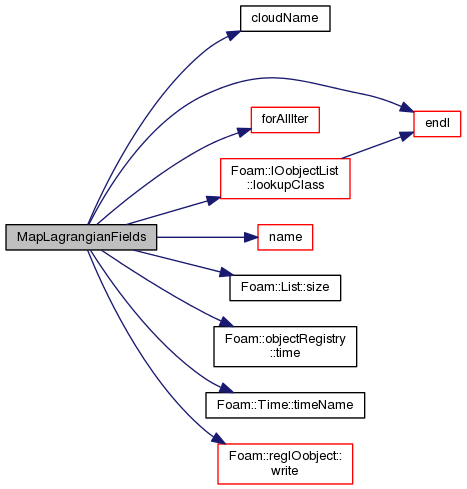 cloudName
forAllIter
endl
Foam::IOobjectList
::lookupClass
MapLagrangianFields
name
Foam::List::size
Foam::objectRegistry
::time
Foam::Time::timeName
Foam::regIOobject::
write